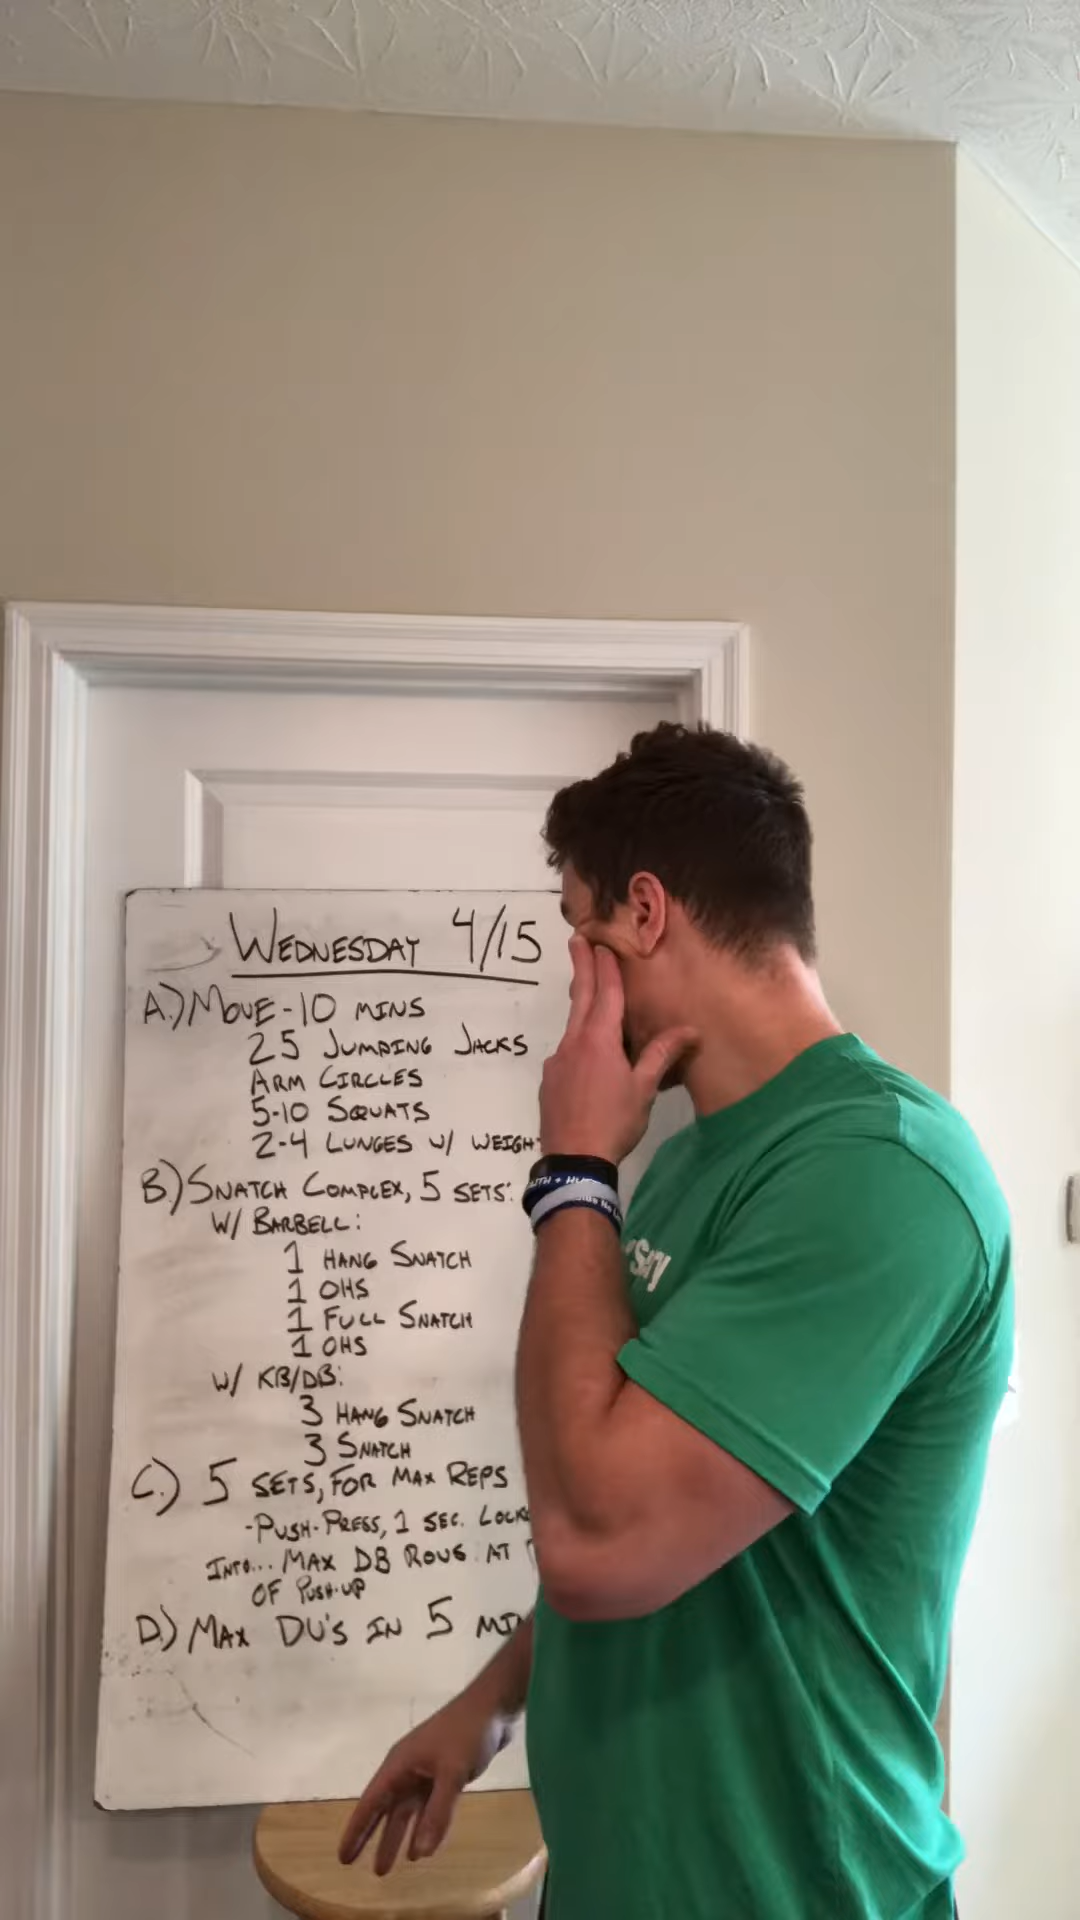 WEDNESDAY 4/15
A.) MOVE - 10 MINS
25 JUMPING JACKS
ARM CIRCLES
5-10 SQUATS
2-4 LUNGES W/ WEIGHT
B.) SNATCH COMPLEX, 5 SETS:
W/ BARBELL:
1 HANG SNATCH
1 OHS
1 FULL SNATCH
1 OHS
W/ KB/DB:
3 HANG SNATCH
3 SNATCH
C.) 5 SETS, FOR MAX REPS
-PUSH-PRESS, 1 SEC. LOCK
INTO... MAX DB ROWS AT
OF PUSH-UP
D.) MAX DU'S IN 5 MIN